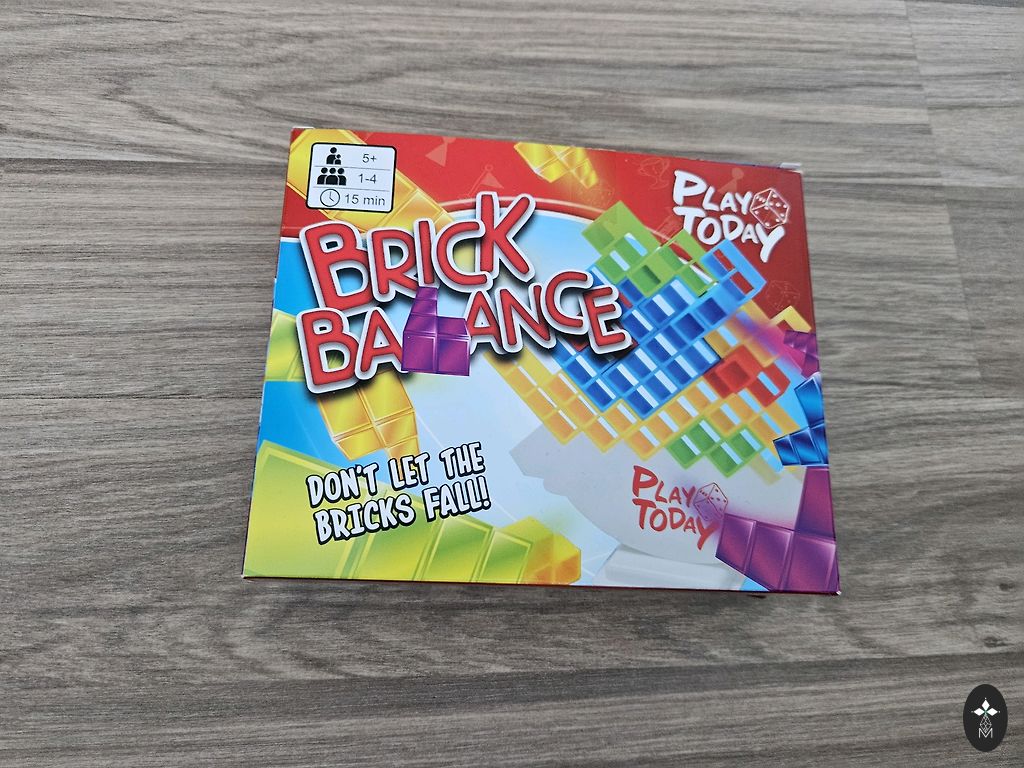 5+
1-4
15 min
PLAY
TODAY
BRICK
BALANCE
DON'T LET THE
BRICKS FALL!
PLAY
TODAY
M